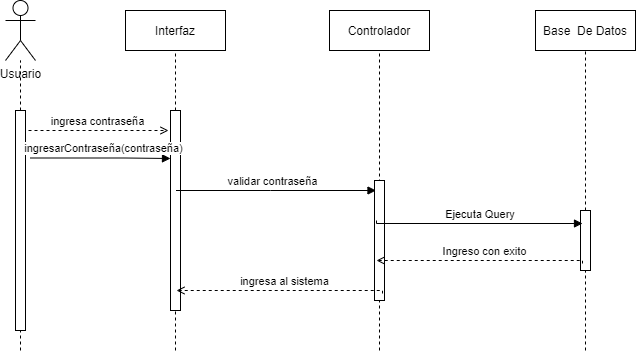 Interfaz
Controlador
Base De Datos
Usuario
ingresa contraseña
ingresarContraseña(contraseña)
validar contraseña
Ejecuta Query
Ingreso con exito
ingresa al sistema